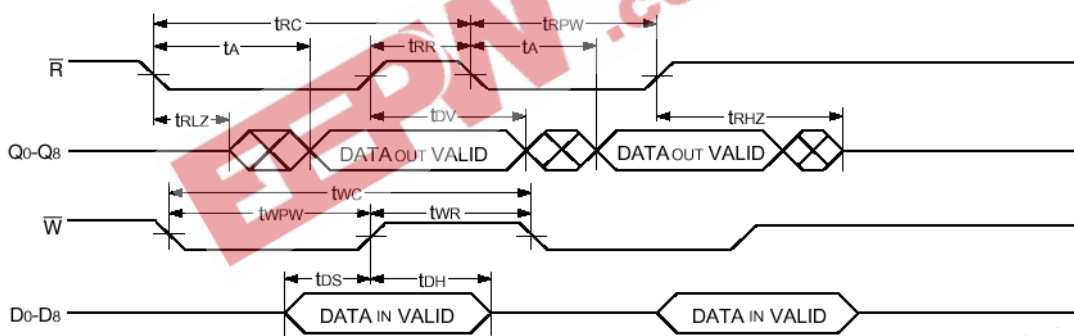 tRC tRPW
tA tRR tA
R
tRLZ tDV tRHZ
Q0-Q8 DATA OUT VALID DATA OUT VALID
tWC
tWPW tWR
W
tDS tDH
D0-D8 DATA IN VALID DATA IN VALID
EEPW .c